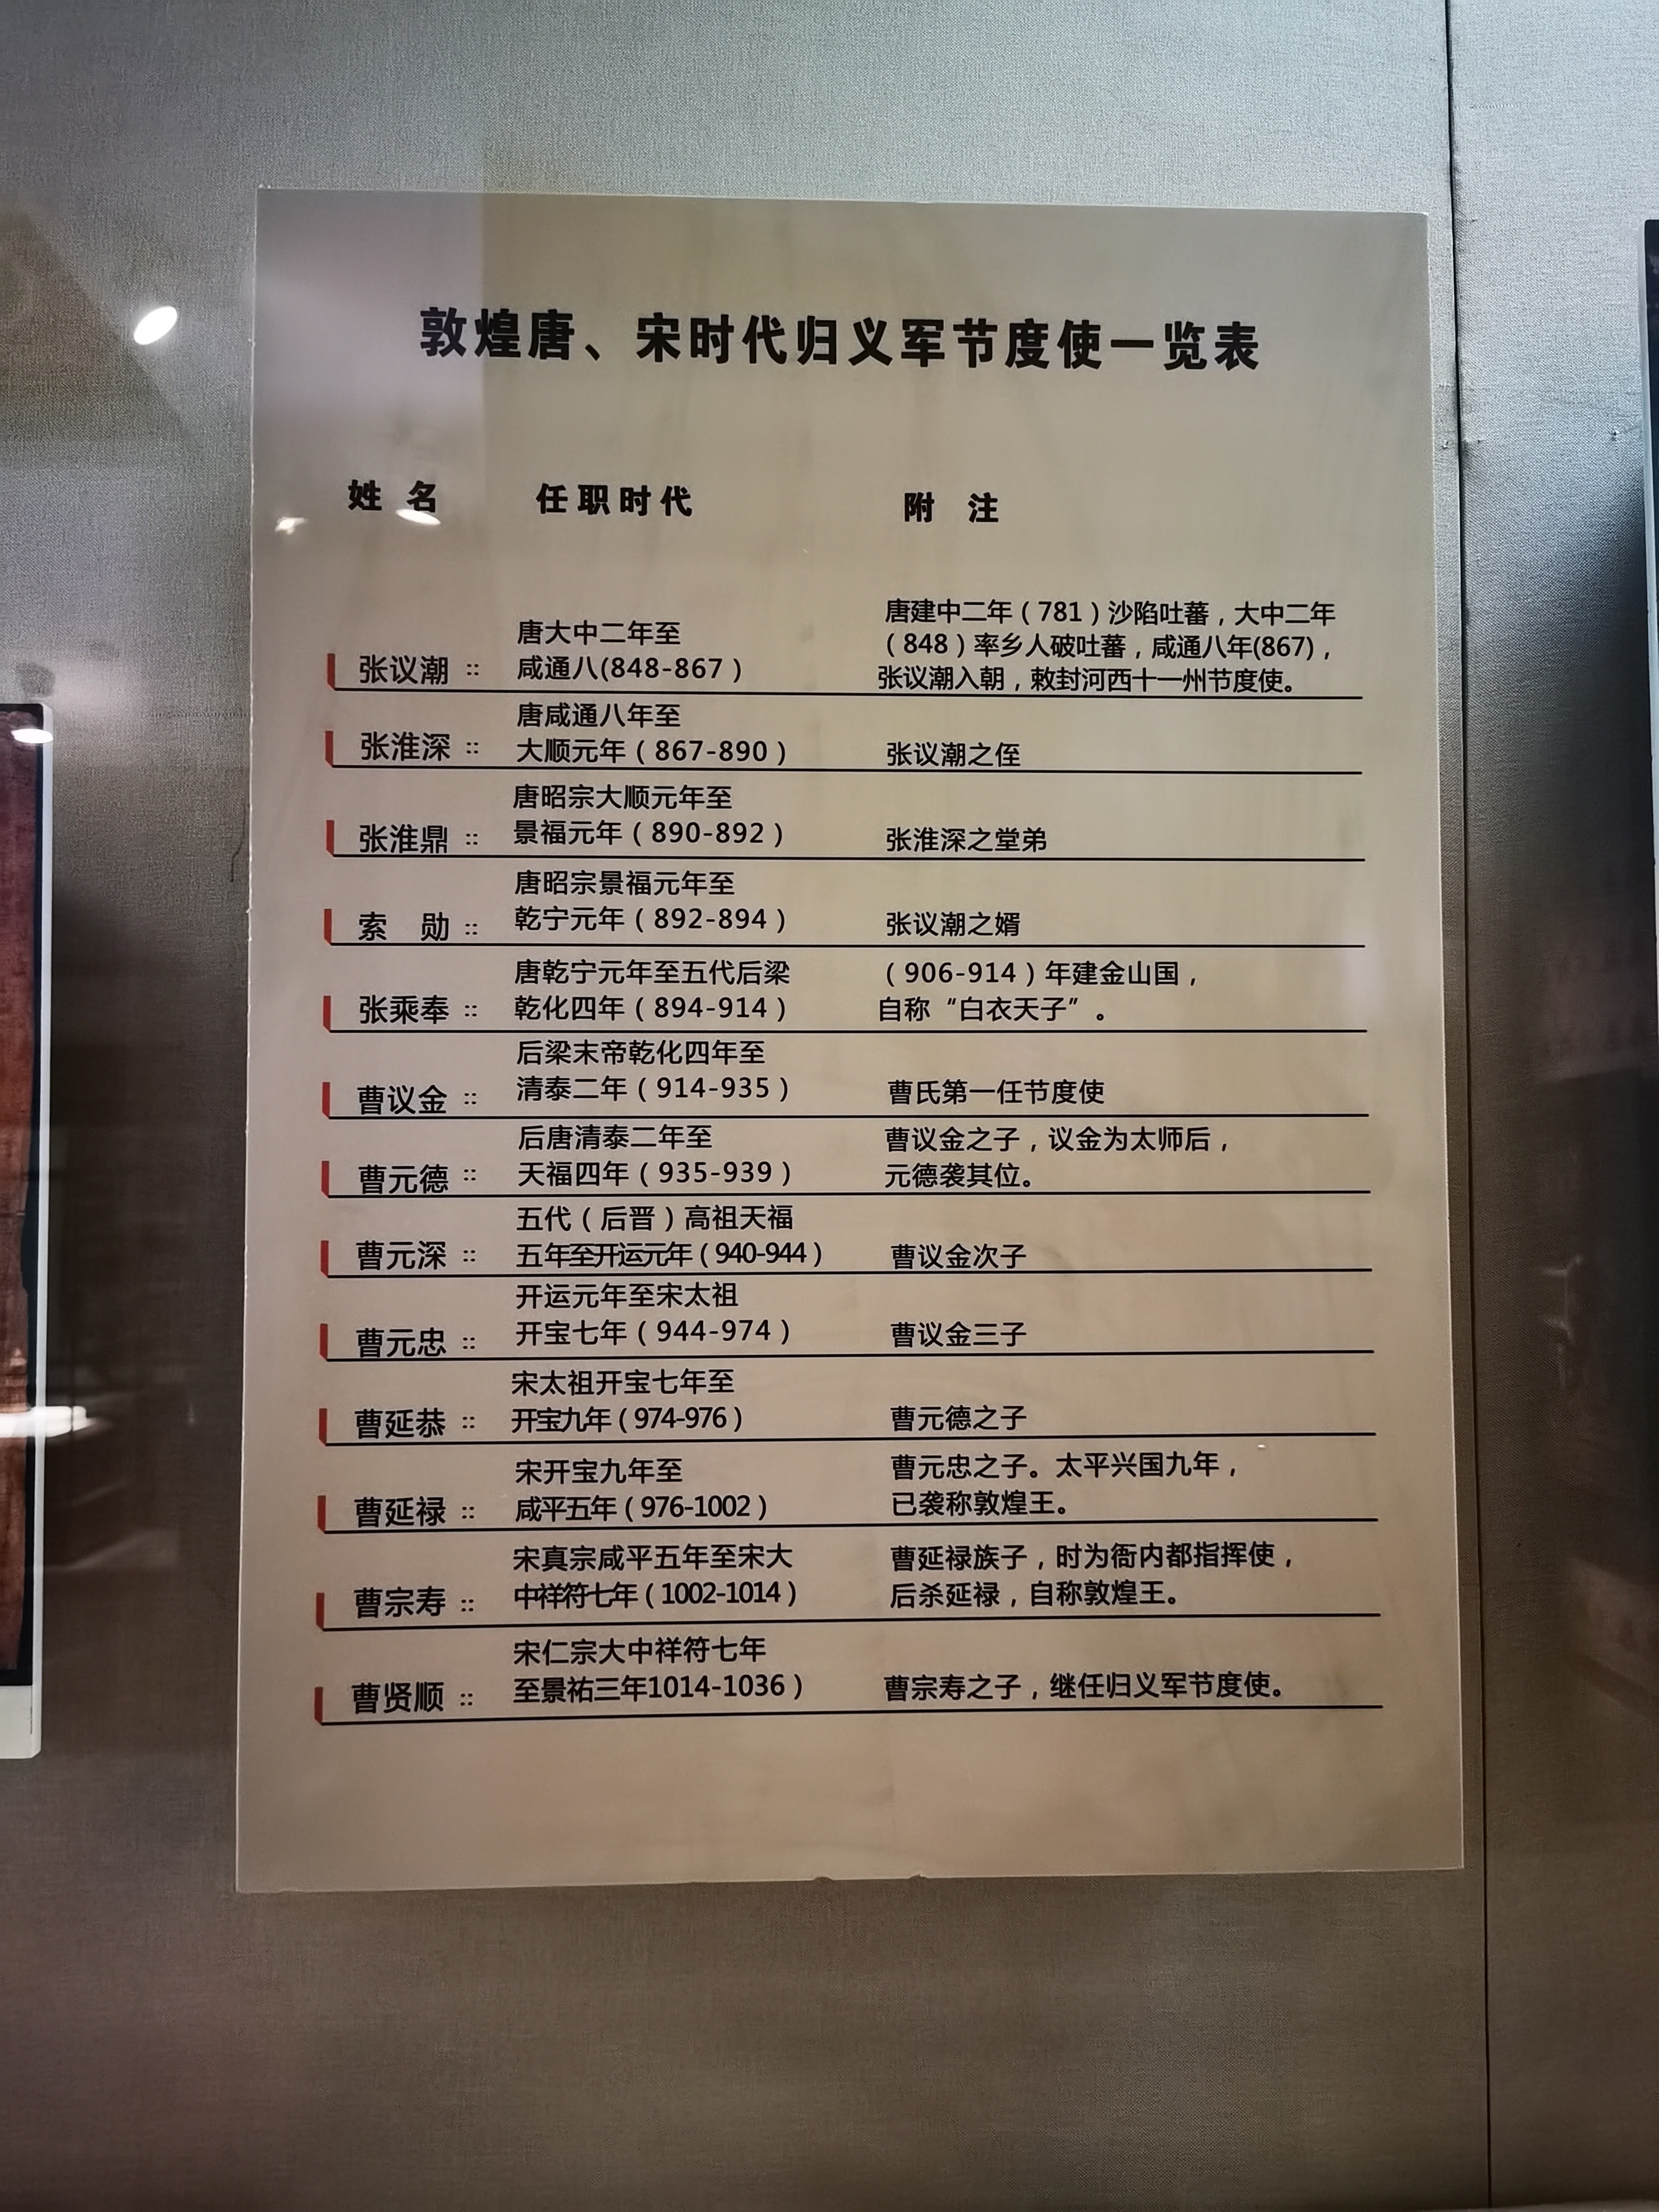 敦煌唐、宋时代归义军节度使一览表
姓 名 任职时代 附 注
唐大中二年至
张议潮 :: 咸通八(848-867）
唐建中二年（781）沙陷吐蕃，大中二年
（848）率乡人破吐蕃，咸通八年(867)，
张议潮入朝，敕封河西十一州节度使。
唐咸通八年至
张淮深 :: 大顺元年（867-890） 张议潮之侄
唐昭宗大顺元年至
张淮鼎 :: 景福元年（890-892） 张淮深之堂弟
唐昭宗景福元年至
索 勋 :: 乾宁元年（892-894） 张议潮之婿
唐乾宁元年至五代后梁 （906-914）年建金山国，
张乘奉 :: 乾化四年（894-914） 自称“白衣天子”。
后梁末帝乾化四年至
曹议金 :: 清泰二年（914-935） 曹氏第一任节度使
后唐清泰二年至 曹议金之子，议金为太师后，
曹元德 :: 天福四年（935-939） 元德袭其位。
五代（后晋）高祖天福
曹元深 :: 五年至开运元年（940-944） 曹议金次子
开运元年至宋太祖
曹元忠 :: 开宝七年（944-974） 曹议金三子
宋太祖开宝七年至
曹延恭 :: 开宝九年（974-976） 曹元德之子
宋开宝九年至 曹元忠之子。太平兴国九年，
曹延禄 :: 咸平五年（976-1002） 已袭称敦煌王。
宋真宗咸平五年至宋大 曹延禄族子，时为衙内都指挥使，
曹宗寿 :: 中祥符七年（1002-1014） 后杀延禄，自称敦煌王。
宋仁宗大中祥符七年
曹贤顺 :: 至景祐三年1014-1036） 曹宗寿之子，继任归义军节度使。